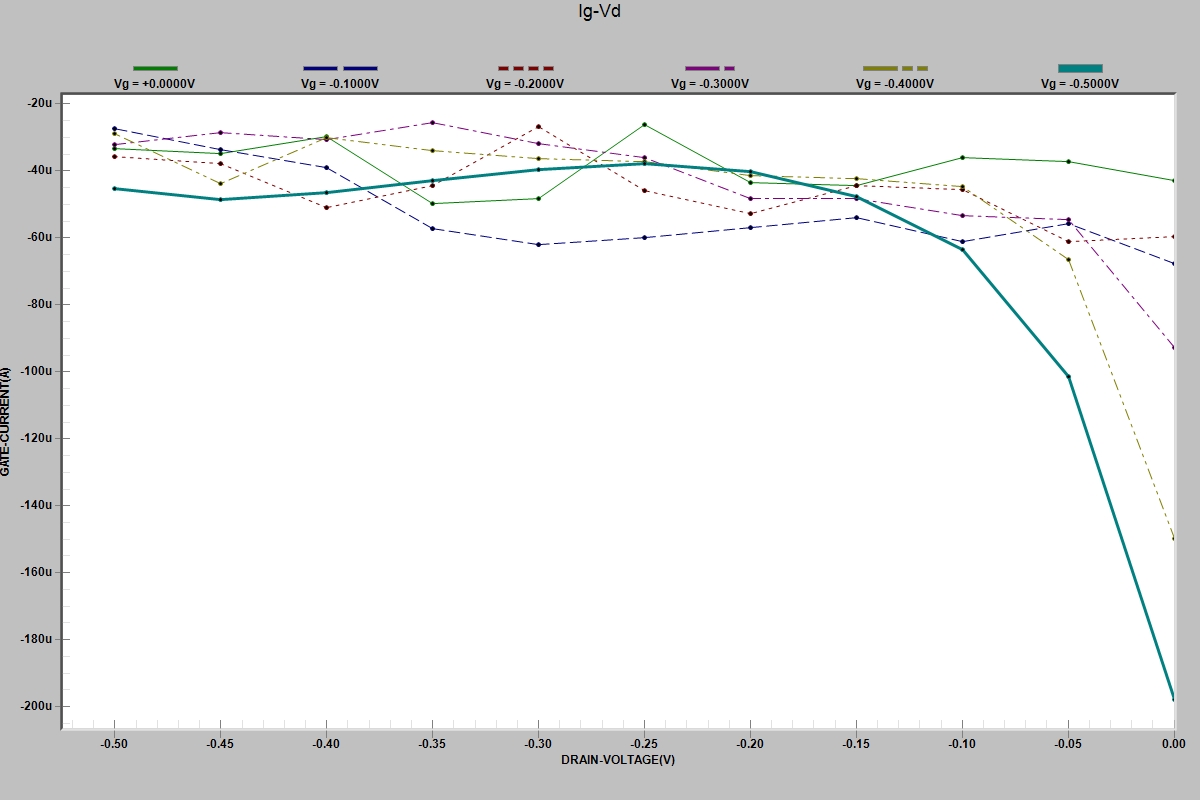 Ig-Vd
Vg = +0.0000V Vg = -0.1000V Vg = -0.2000V Vg = -0.3000V Vg = -0.4000V Vg = -0.5000V
-20u
-40u
-60u
-80u
-100u
-120u
-140u
-160u
-180u
-200u
GATE-CURRENT(A)
-0.50 -0.45 -0.40 -0.35 -0.30 -0.25 -0.20 -0.15 -0.10 -0.05 0.00
DRAIN-VOLTAGE(V)